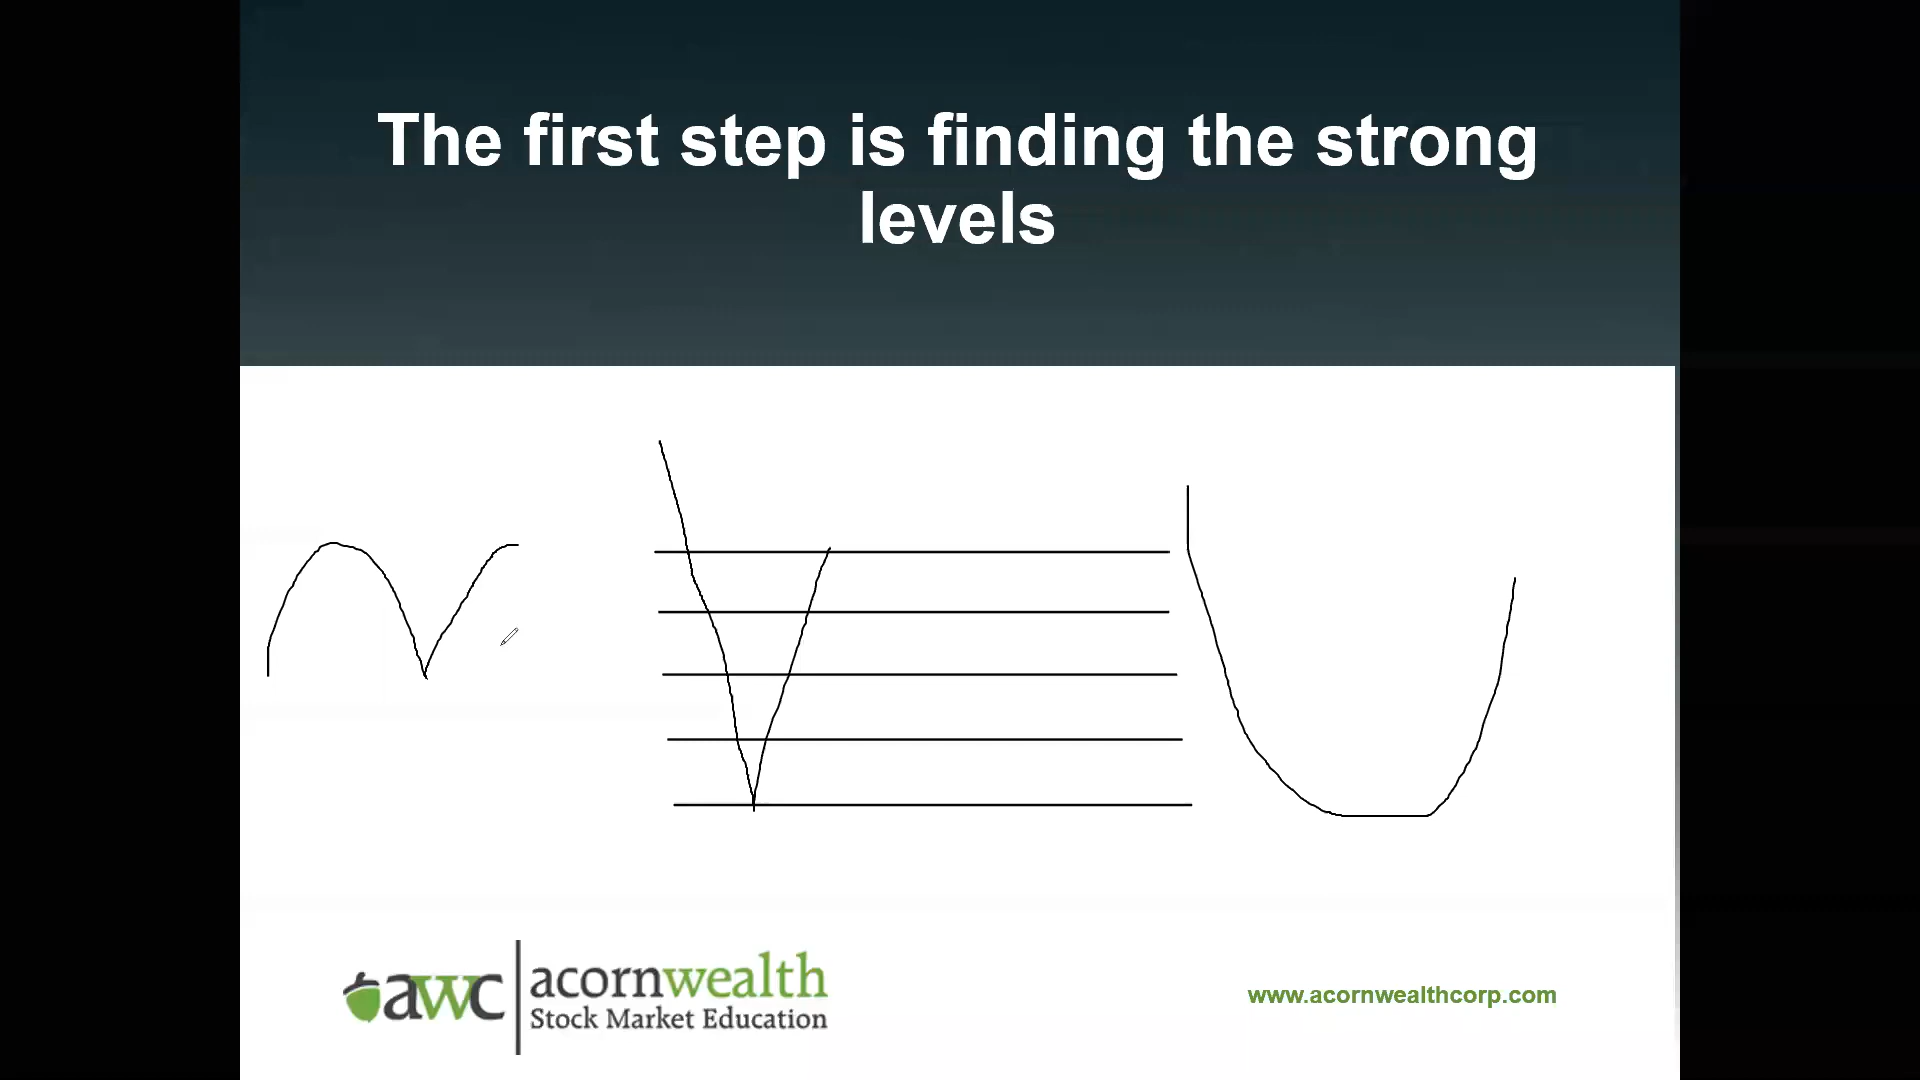 The first step is finding the strong
levels
awc
acornwealth
Stock Market Education
www.acornwealthcorp.com